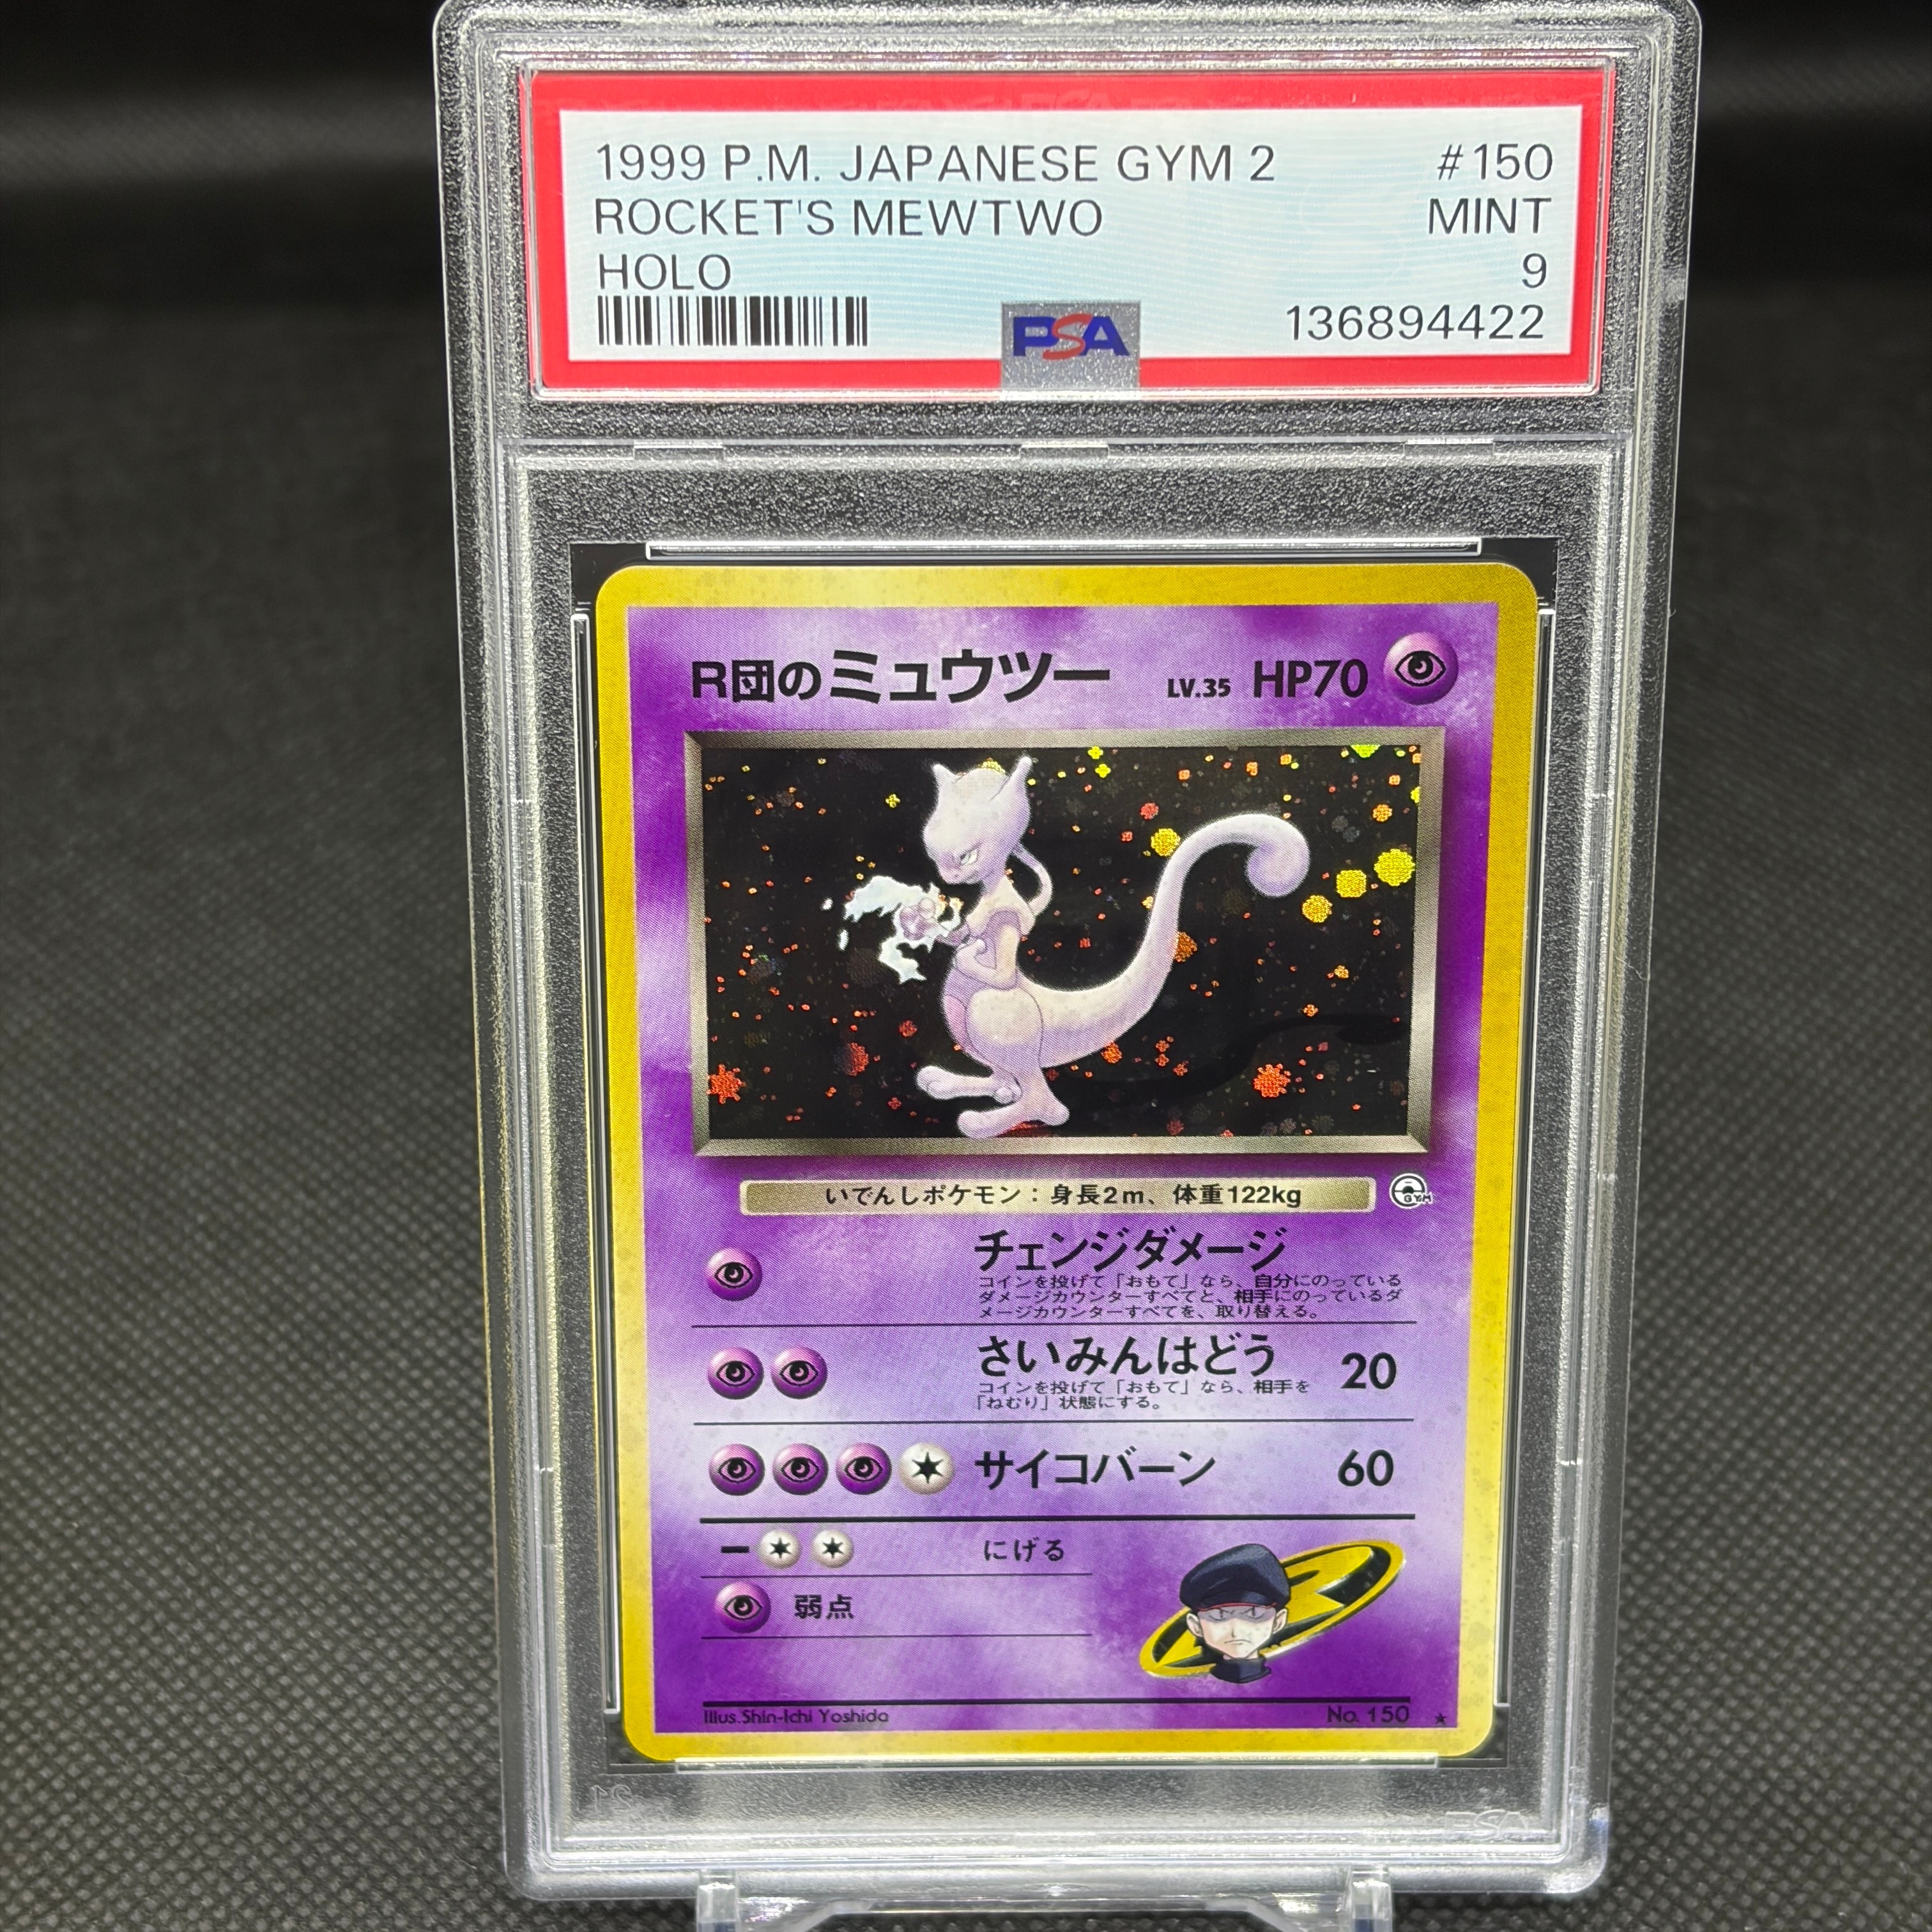 1999 P.M. JAPANESE GYM 2 #150
ROCKET'S MEWTWO MINT
HOLO 9
PSA 136894422
R団のミュウツー LV.35 HP70
いでんしポケモン：身長2m、体重122kg
GYM
チェンジダメージ
コインを投げて「おもて」なら、自分にのっている
ダメージカウンターすべてと、相手にのっているダ
メージカウンターすべてを、取り替える。
さいみんはどう 20
コインを投げて「おもて」なら、相手を
「ねむり」状態にする。
サイコバーン 60
にげる
弱点
R
Illus.Shin-Ichi Yoshida No. 150 ★
PSA